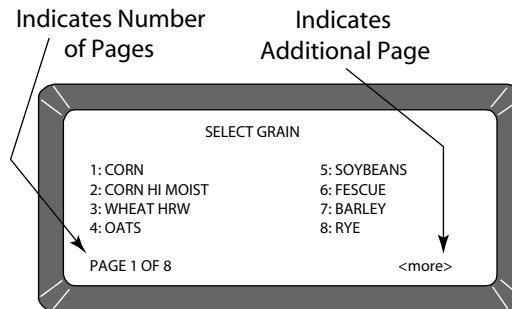 Indicates Number
of Pages
Indicates
Additional Page
SELECT GRAIN
1: CORN
2: CORN HI MOIST
3: WHEAT HRW
4: OATS
5: SOYBEANS
6: FESCUE
7: BARLEY
8: RYE
PAGE 1 OF 8
<more>